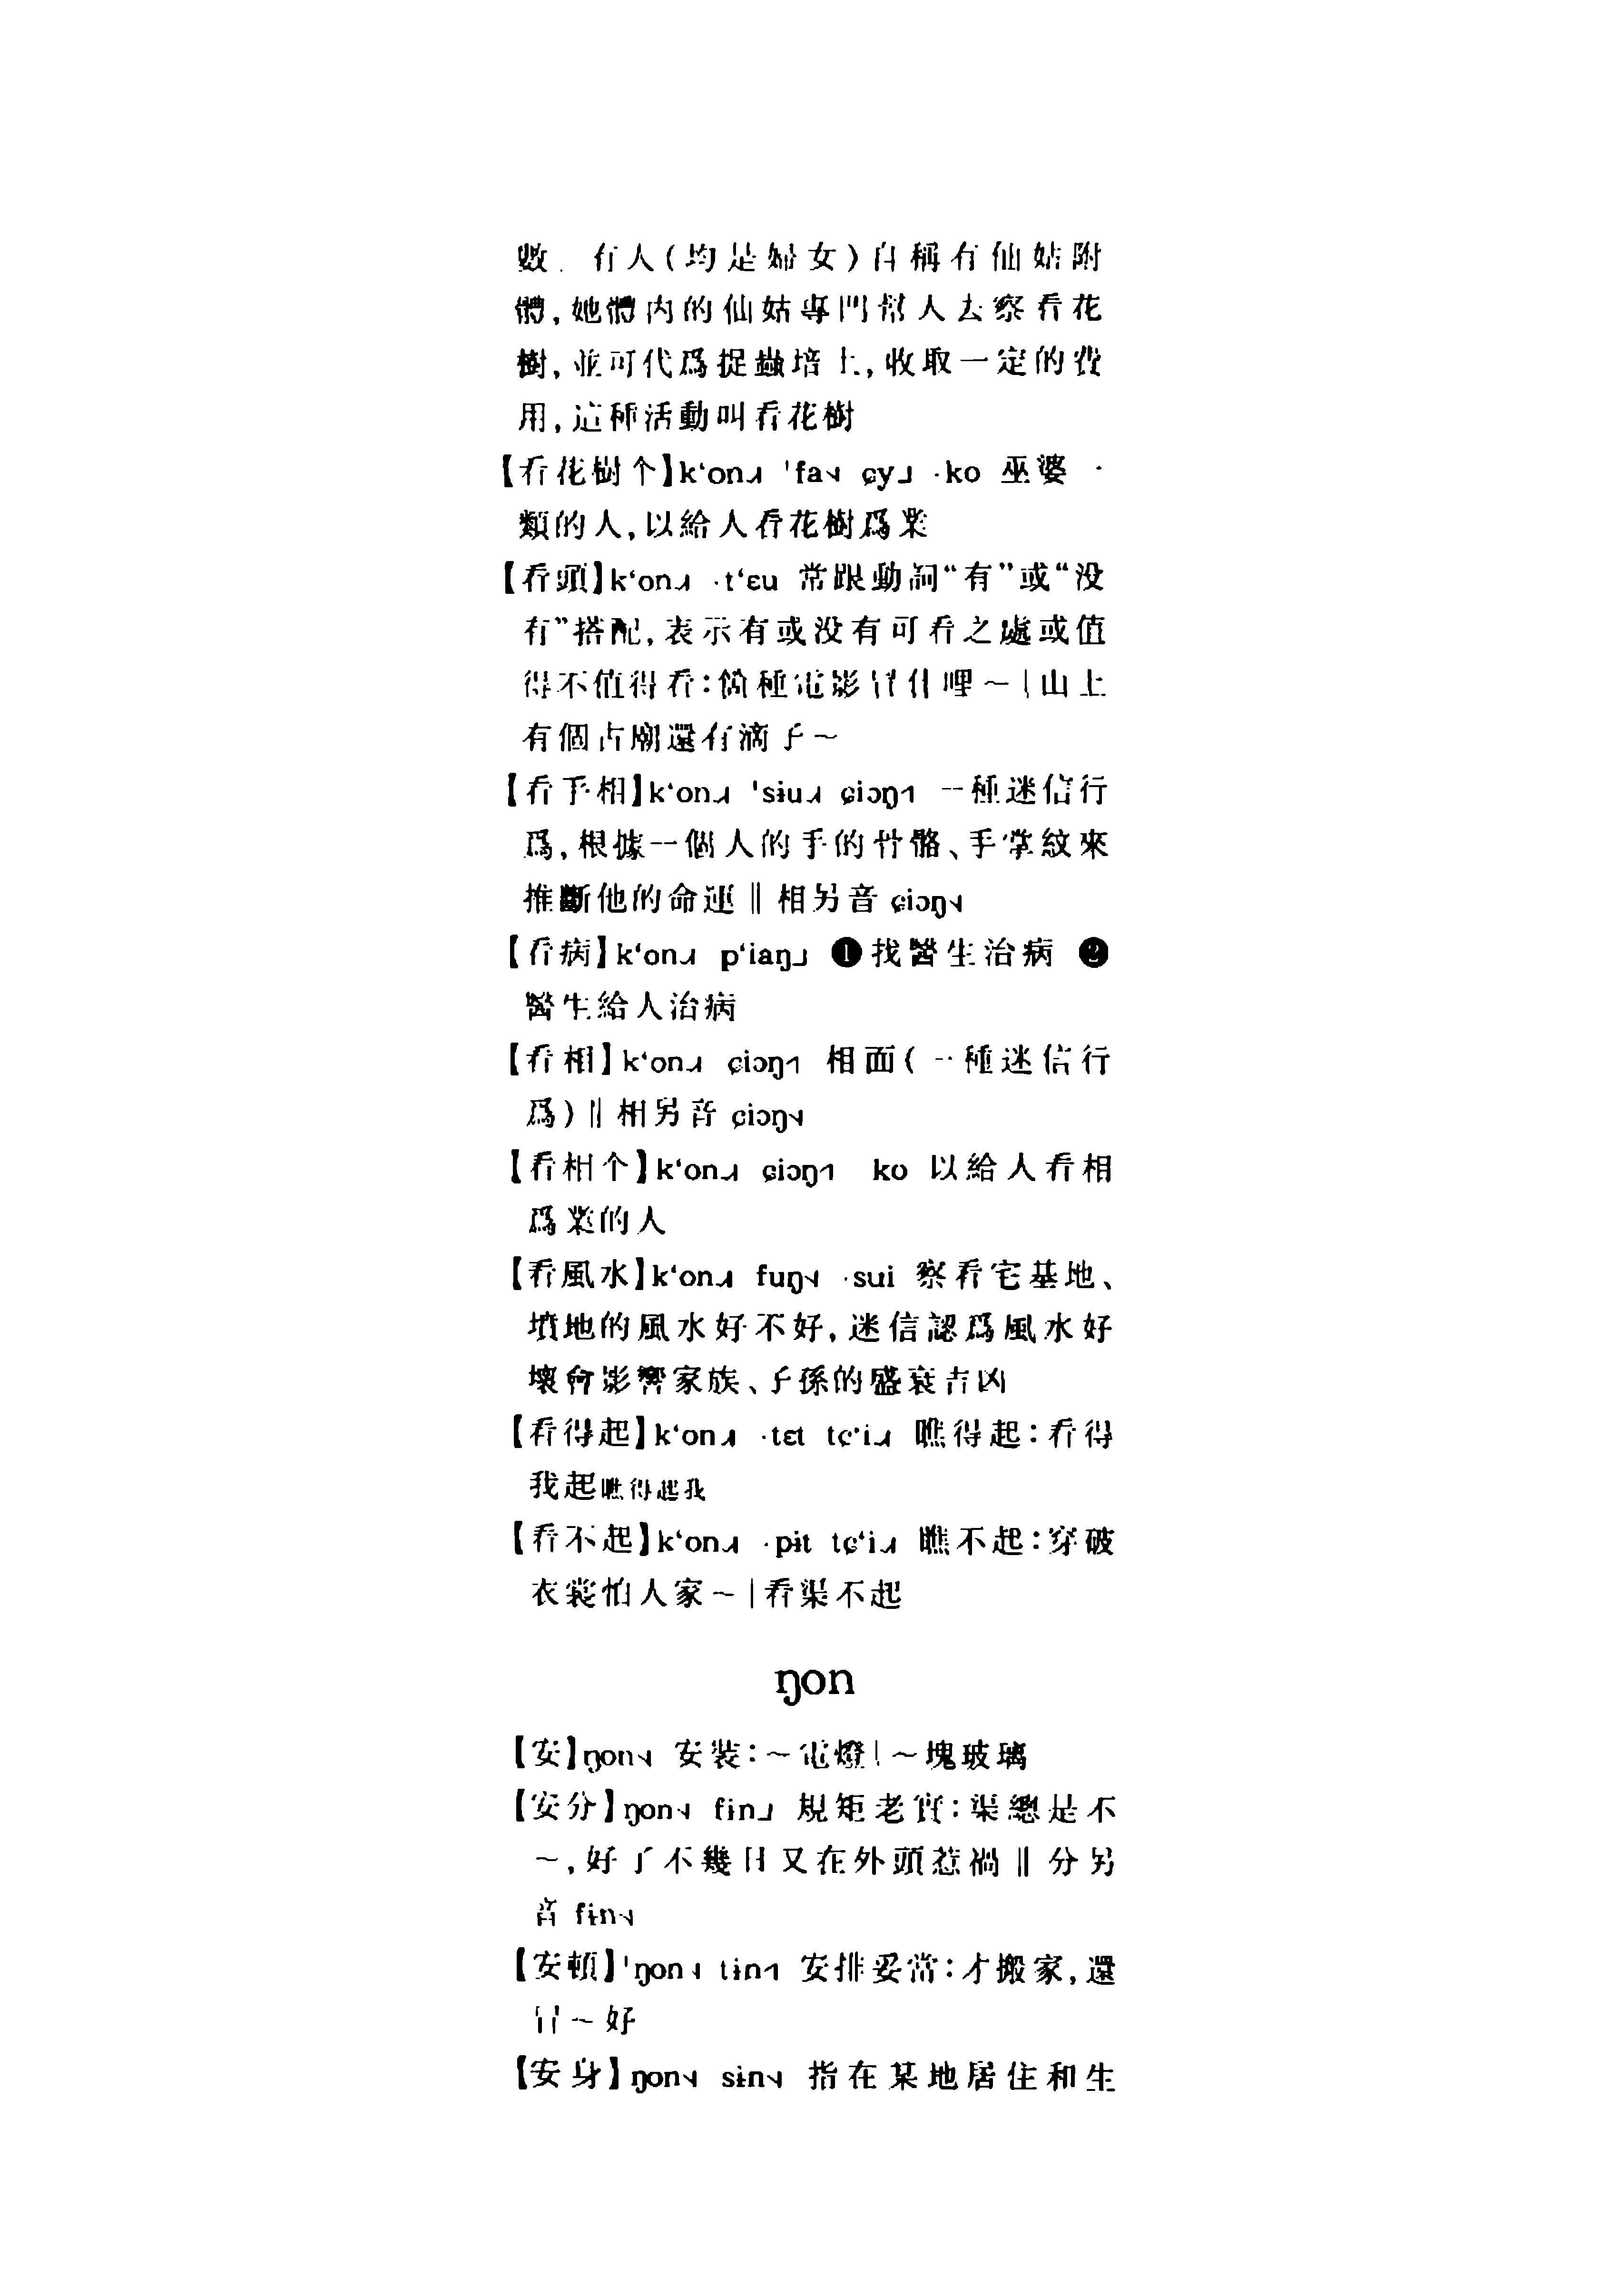 數. 有人(均是婦女)自稱有仙姑附
體,她體内的仙姑專門幫人去察看花
樹,並可代爲捉蟲培土,收取一定的費
用,這種活動叫看花樹
【看花樹个】k‘on˩˧ 'fa˧˩ ɕy˩ ·ko 巫婆一
類的人,以給人看花樹爲業
【看頭】k‘on˩˧ ·t‘ɛu 常跟動詞“有”或“没
有”搭配,表示有或没有可看之處或值
得不值得看:箇種電影冒什哩～|山上
有個古廟還有滴子～
【看手相】k‘on˩˧ 'sɨu˩˧ ɕiɔŋ˦ 一種迷信行
爲,根據一個人的手的骨骼、手掌紋來
推斷他的命運‖相另音 ɕiɔŋ˧˩
【看病】k‘on˩˧ p‘iaŋ˩ ❶找醫生治病 ❷
醫生給人治病
【看相】k‘on˩˧ ɕiɔŋ˦ 相面(一種迷信行
爲)‖相另音 ɕiɔŋ˧˩
【看相个】k‘on˩˧ ɕiɔŋ˦ ko 以給人看相
爲業的人
【看風水】k‘on˩˧ fuŋ˧˩ ·sui 察看宅基地、
墳地的風水好不好,迷信認爲風水好
壞會影響家族、子孫的盛衰吉凶
【看得起】k‘on˩˧ ·tɛt tɕ‘i˩˧ 瞧得起:看得
我起瞧得起我
【看不起】k‘on˩˧ ·pɨt tɕ‘i˩˧ 瞧不起:穿破
衣裳怕人家～|看渠不起
ŋon
【安】ŋon˧˩ 安裝:～電燈|～塊玻璃
【安分】ŋon˧˩ fɨn˩ 規矩老實:渠總是不
～,好了不幾日又在外頭惹禍‖分另
音 fɨn˧˩
【安頓】'ŋon˧˩ tɨn˦ 安排妥當:才搬家,還
冒～好
【安身】ŋon˧˩ sɨn˧˩ 指在某地居住和生